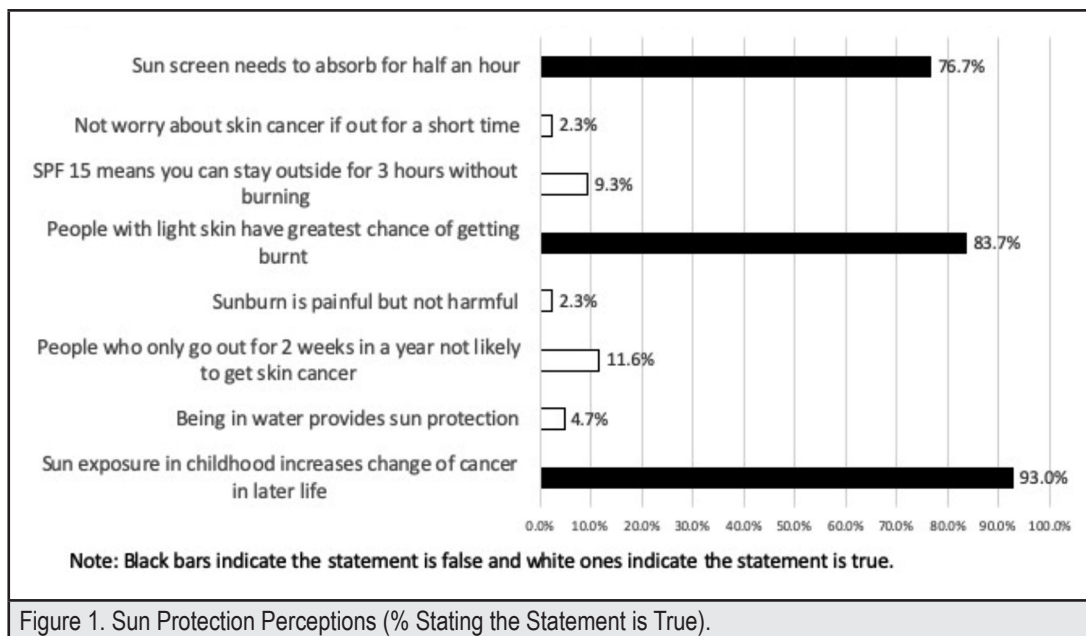 Sun screen needs to absorb for half an hour
76.7%
Not worry about skin cancer if out for a short time
2.3%
SPF 15 means you can stay outside for 3 hours without
burning
9.3%
People with light skin have greatest chance of getting
burnt
83.7%
Sunburn is painful but not harmful
2.3%
People who only go out for 2 weeks in a year not likely
to get skin cancer
11.6%
Being in water provides sun protection
4.7%
Sun exposure in childhood increases change of cancer
in later life
93.0%
0.0% 10.0% 20.0% 30.0% 40.0% 50.0% 60.0% 70.0% 80.0% 90.0% 100.0%
Note: Black bars indicate the statement is false and white ones indicate the statement is true.
Figure 1. Sun Protection Perceptions (% Stating the Statement is True).